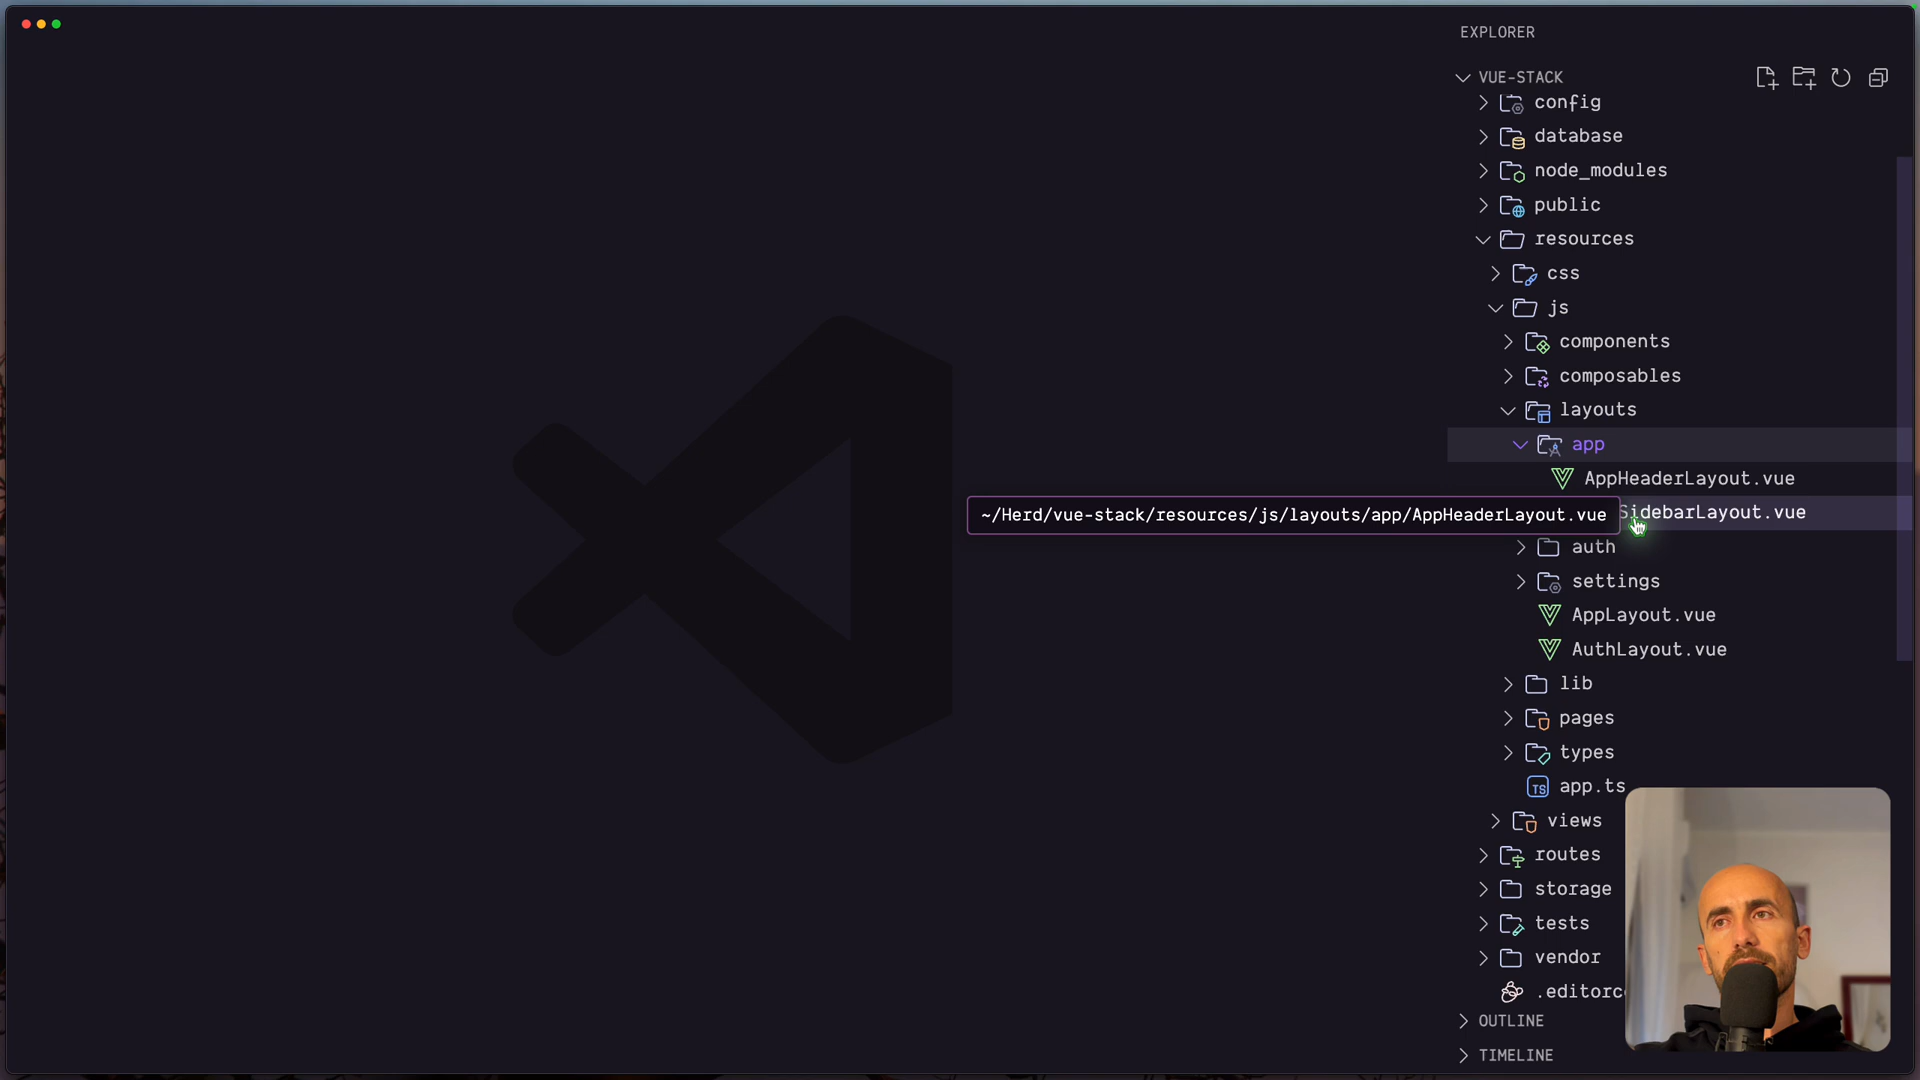 EXPLORER
VUE-STACK
config
database
node_modules
public
resources
css
js
components
composables
layouts
app
AppHeaderLayout.vue
~/Herd/vue-stack/resources/js/layouts/app/AppHeaderLayout.vue
SidebarLayout.vue
auth
settings
AppLayout.vue
AuthLayout.vue
lib
pages
types
TS app.ts
views
routes
storage
tests
vendor
.editorc
OUTLINE
TIMELINE